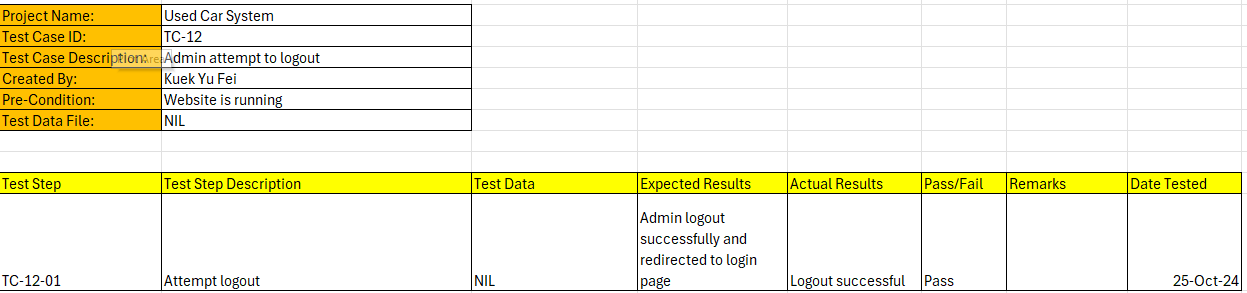 Project Name: Used Car System
Test Case ID: TC-12
Test Case Description: Admin attempt to logout
Created By: Kuek Yu Fei
Pre-Condition: Website is running
Test Data File: NIL
Test Step Test Step Description Test Data Expected Results Actual Results Pass/Fail Remarks Date Tested
Admin logout
successfully and
redirected to login
TC-12-01 Attempt logout NIL page Logout successful Pass 25-Oct-24